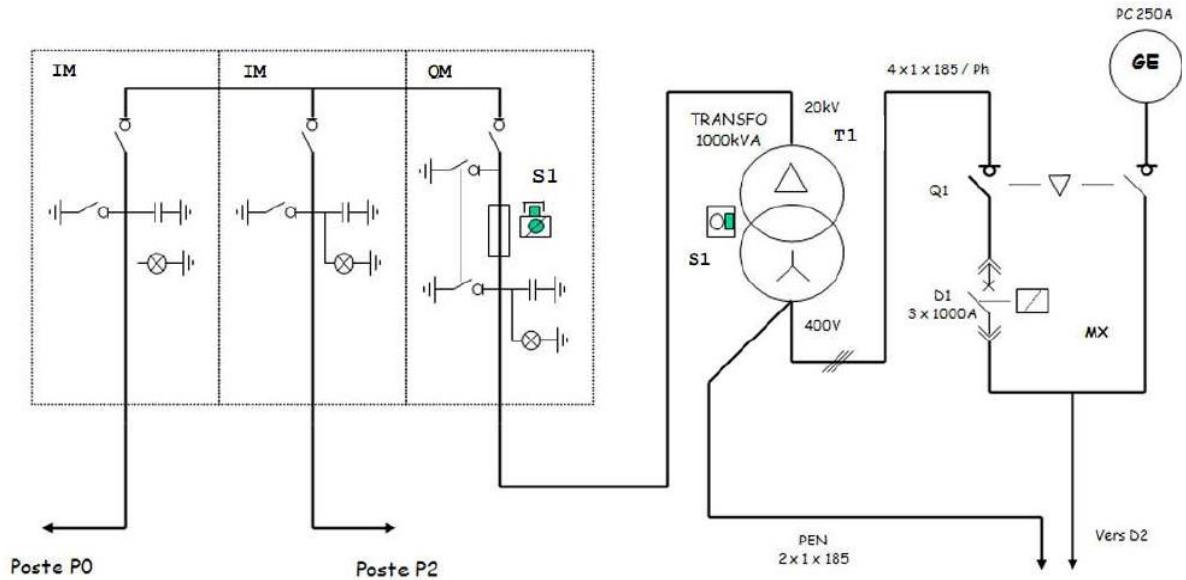 PC 250A
GE
IM
IM
QM
4 x 1 x 185 / Ph
20kV
TRANSFO
1000kVA
T1
S1
Q1
S1
D1
3 x 1000A
MX
400V
PEN
2 x 1 x 185
Vers D2
Poste P0
Poste P2